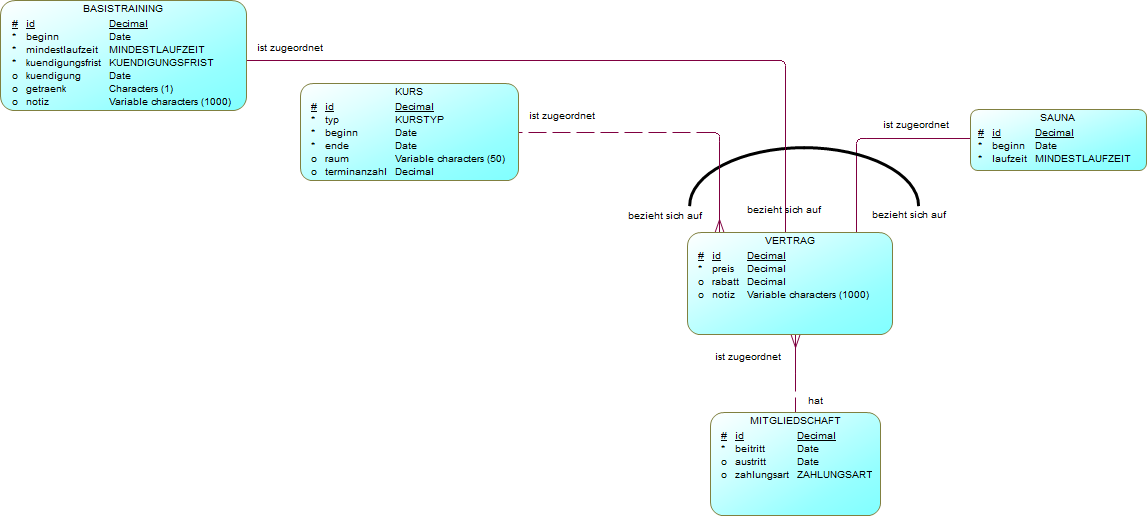 BASISTRAINING
# id Decimal
* beginn Date
* mindestlaufzeit MINDESTLAUFZEIT
* kuendigungsfrist KUENDIGUNGSFRIST
o kuendigung Date
o getraenk Characters (1)
o notiz Variable characters (1000)
ist zugeordnet
KURS
# id Decimal
* typ KURSTYP
* beginn Date
* ende Date
o raum Variable characters (50)
o terminanzahl Decimal
ist zugeordnet
ist zugeordnet
SAUNA
# id Decimal
* beginn Date
* laufzeit MINDESTLAUFZEIT
bezieht sich auf
bezieht sich auf
bezieht sich auf
VERTRAG
# id Decimal
* preis Decimal
o rabatt Decimal
o notiz Variable characters (1000)
ist zugeordnet
hat
MITGLIEDSCHAFT
# id Decimal
* beitritt Date
o austritt Date
o zahlungsart ZAHLUNGSART